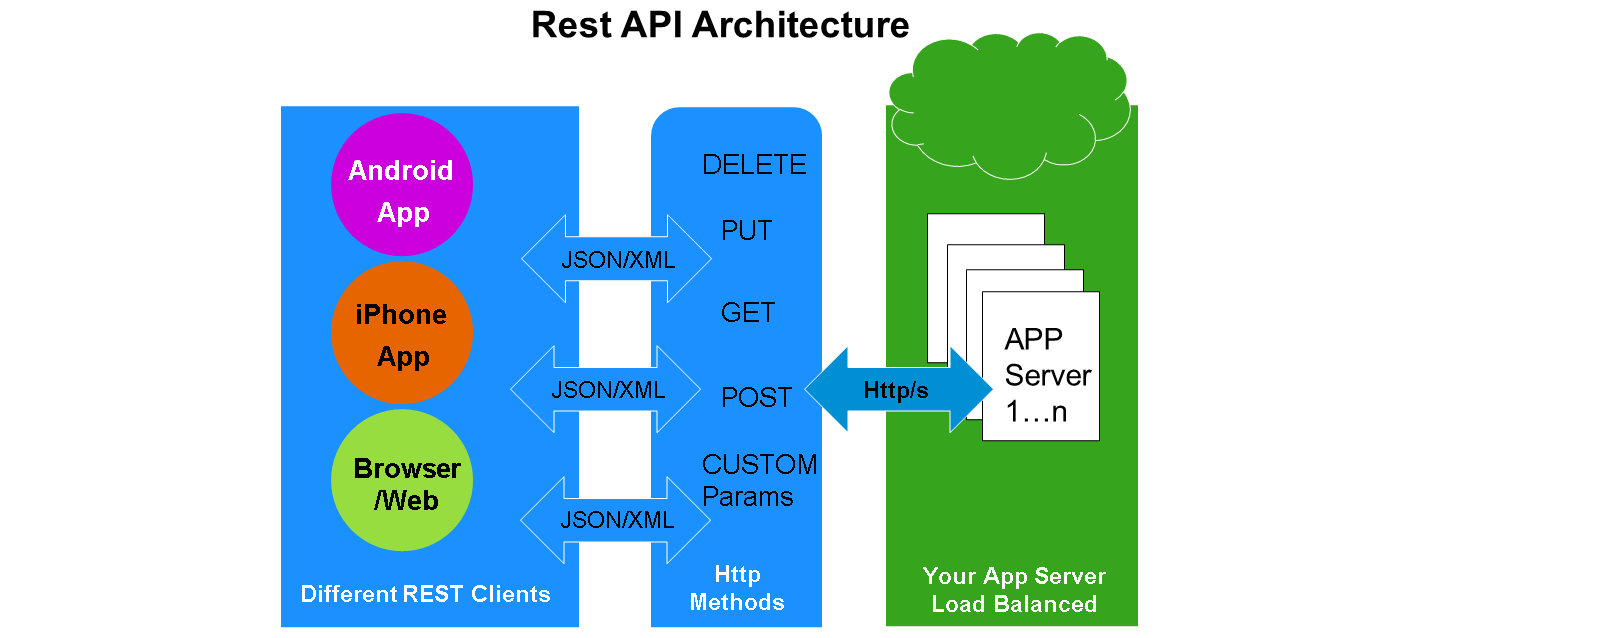 Rest API Architecture
Android
App
iPhone
App
Browser
/Web
Different REST Clients
JSON/XML
JSON/XML
JSON/XML
DELETE
PUT
GET
POST
CUSTOM
Params
Http
Methods
Http/s
APP
Server
1...n
Your App Server
Load Balanced